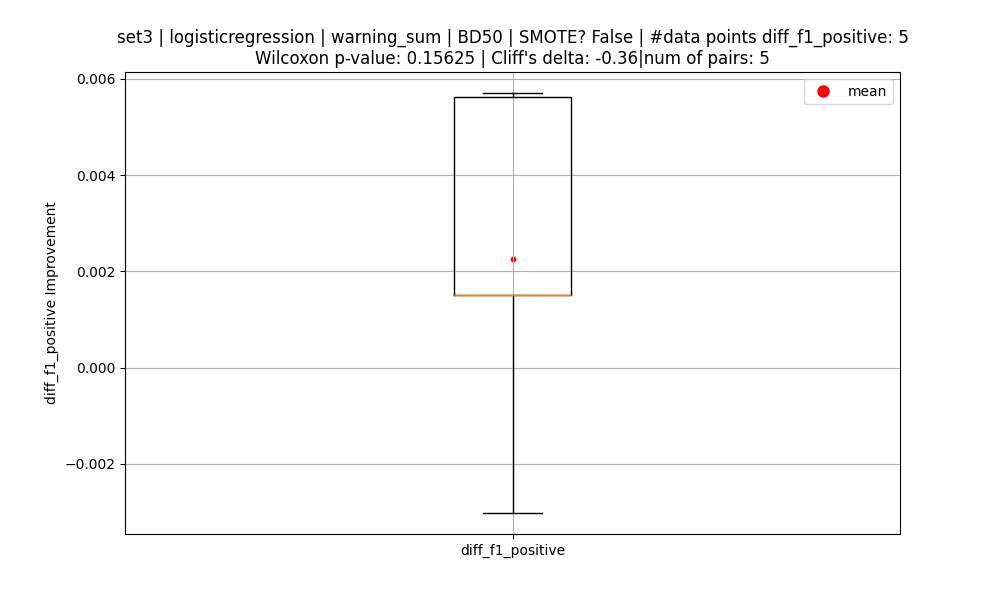 set3 | logisticregression | warning_sum | BD50 | SMOTE? False | #data points diff_f1_positive: 5
Wilcoxon p-value: 0.15625 | Cliff's delta: -0.36|num of pairs: 5
mean
0.006
0.004
0.002
0.000
−0.002
diff_f1_positive Improvement
diff_f1_positive